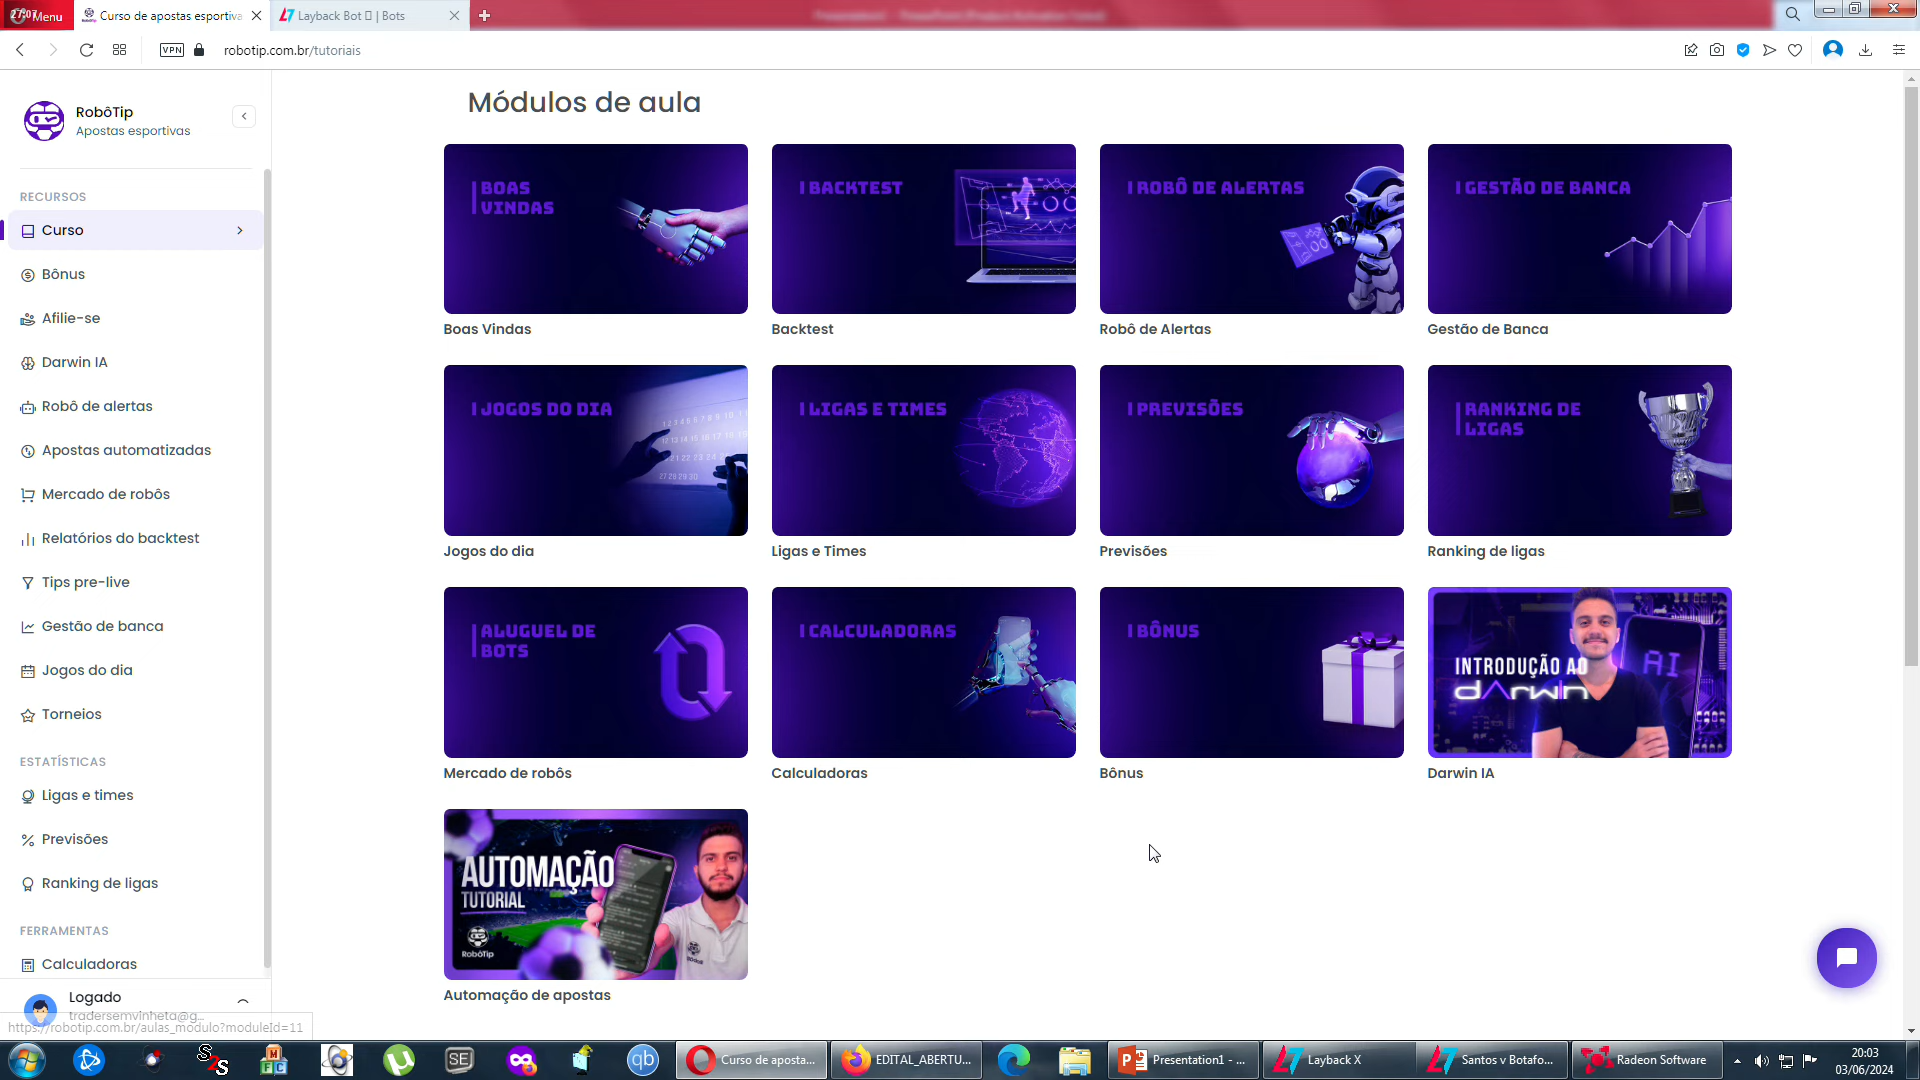 27:07
Menu
Curso de apostas esportiva
Layback Bot | Bots
VPN
robotip.com.br/tutoriais
RobôTip
Apostas esportivas
RECURSOS
Curso
Bônus
Afilie-se
Darwin IA
Robô de alertas
Apostas automatizadas
Mercado de robôs
Relatórios do backtest
Tips pre-live
Gestão de banca
Jogos do dia
Torneios
ESTATÍSTICAS
Ligas e times
Previsões
Ranking de ligas
FERRAMENTAS
Calculadoras
Logado
tradersemvinheta@g...
https://robotip.com.br/aulas_modulo?moduleId=11
Módulos de aula
BOAS
VINDAS
Boas Vindas
BACKTEST
Backtest
ROBÔ DE ALERTAS
Robô de Alertas
GESTÃO DE BANCA
Gestão de Banca
JOGOS DO DIA
Jogos do dia
LIGAS E TIMES
Ligas e Times
PREVISÕES
Previsões
RANKING DE
LIGAS
Ranking de ligas
ALUGUEL DE
BOTS
Mercado de robôs
CALCULADORAS
Calculadoras
BÔNUS
Bônus
INTRODUÇÃO AO
darwin
AI
Darwin IA
AUTOMAÇÃO
TUTORIAL
RobôTip
Automação de apostas
Curso de aposta...
EDITAL_ABERTU...
Presentation1 - ...
Layback X
Santos v Botafo...
Radeon Software
20:03
03/06/2024